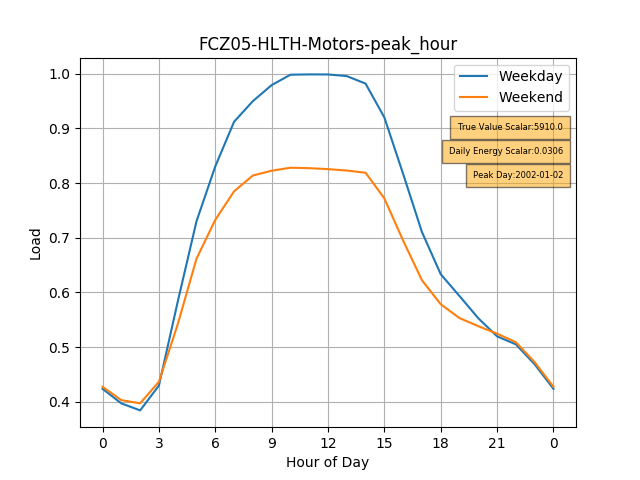 FCZ05-HLTH-Motors-peak_hour
Weekday
Weekend
True Value Scalar:5910.0
Daily Energy Scalar:0.0306
Peak Day:2002-01-02
Load
1.0
0.9
0.8
0.7
0.6
0.5
0.4
0 3 6 9 12 15 18 21 0
Hour of Day